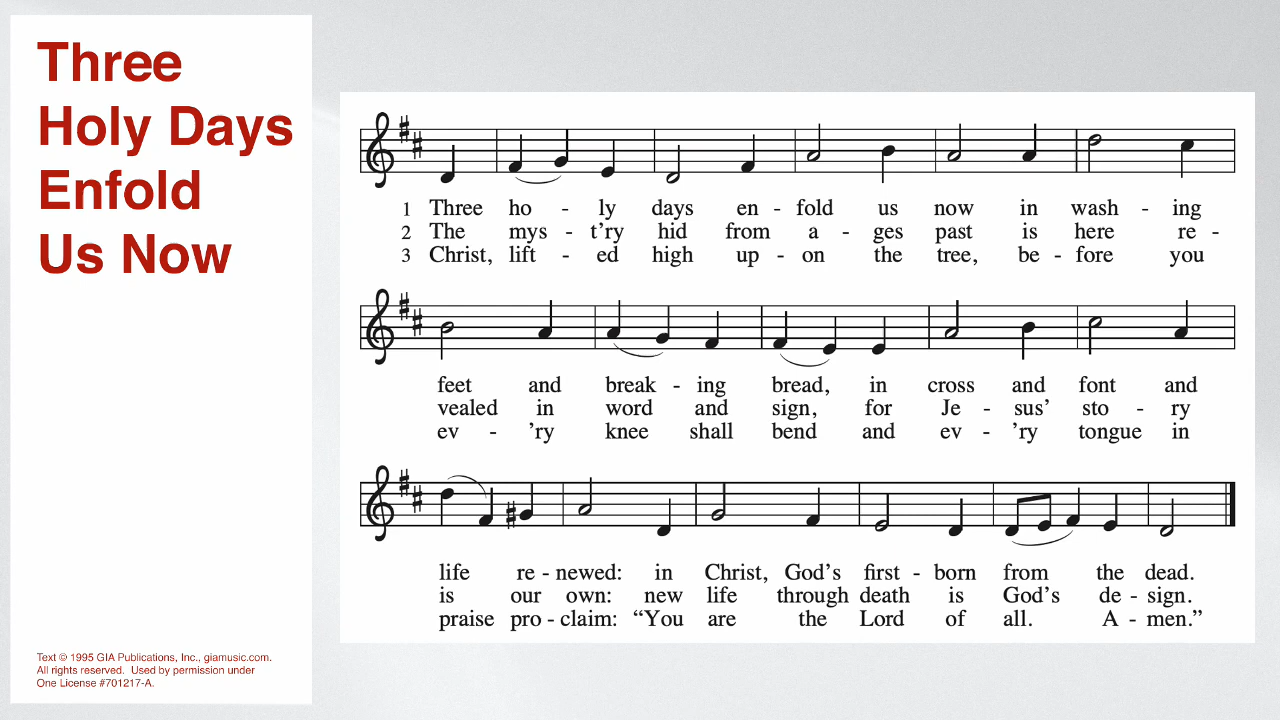 Three
Holy Days
Enfold
Us Now
1 Three ho - ly days en - fold us now in wash - ing
2 The mys - t’ry hid from a - ges past is here re -
3 Christ, lift - ed high up - on the tree, be - fore you
feet and break - ing bread, in cross and font and
vealed in word and sign, for Je - sus’ sto - ry
ev - ’ry knee shall bend and ev - ’ry tongue in
life re - newed: in Christ, God’s first - born from the dead.
is our own: new life through death is God’s de - sign.
praise pro - claim: “You are the Lord of all. A - men.”
Text © 1995 GIA Publications, Inc., giamusic.com.
All rights reserved. Used by permission under
One License #701217-A.